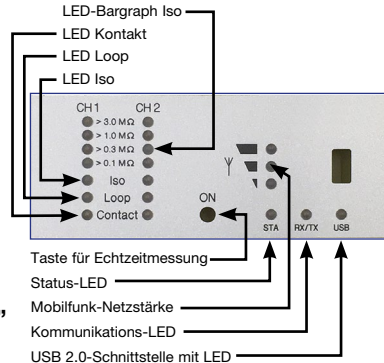 LED-Bargraph Iso
LED Kontakt
LED Loop
LED Iso
CH 1 CH 2
> 3.0 MΩ
> 1.0 MΩ
> 0.3 MΩ
> 0.1 MΩ
Iso
Loop ON
Contact
STA RX/TX USB
Taste für Echtzeitmessung
Status-LED
Mobilfunk-Netzstärke
Kommunikations-LED
USB 2.0-Schnittstelle mit LED
"